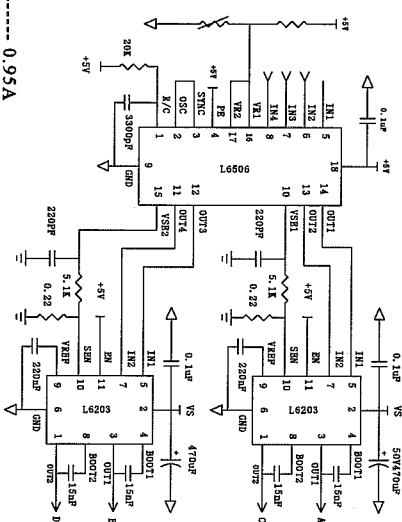 0.95A
+5V
20K
+5V
3300pF
R/C
OSC
SYNC
PE
+5V
VR2
VR1
IN4
IN3
IN2
IN1
0.1uF
+5V
1
2
3
4
17
16
8
7
6
5
18
9
GND
L6506
15
11
12
10
13
14
VSE2
OUT4
OUT3
VSE1
OUT2
OUT1
220PF
5.1K
0.22
+5V
220PF
5.1K
0.22
+5V
VREF
220nF
SEN
EN
IN2
IN1
0.1uF
VS
470uF
9
10
11
7
5
2
L6203
6
GND
1
8
3
4
OUT2
BOOT2
OUT1
BOOT1
15nF
15nF
D
B
VREF
220nF
SEN
EN
IN2
IN1
0.1uF
VS
50V470uF
9
10
11
7
5
2
L6203
6
GND
1
8
3
4
OUT2
BOOT2
OUT1
BOOT1
15nF
15nF
C
A